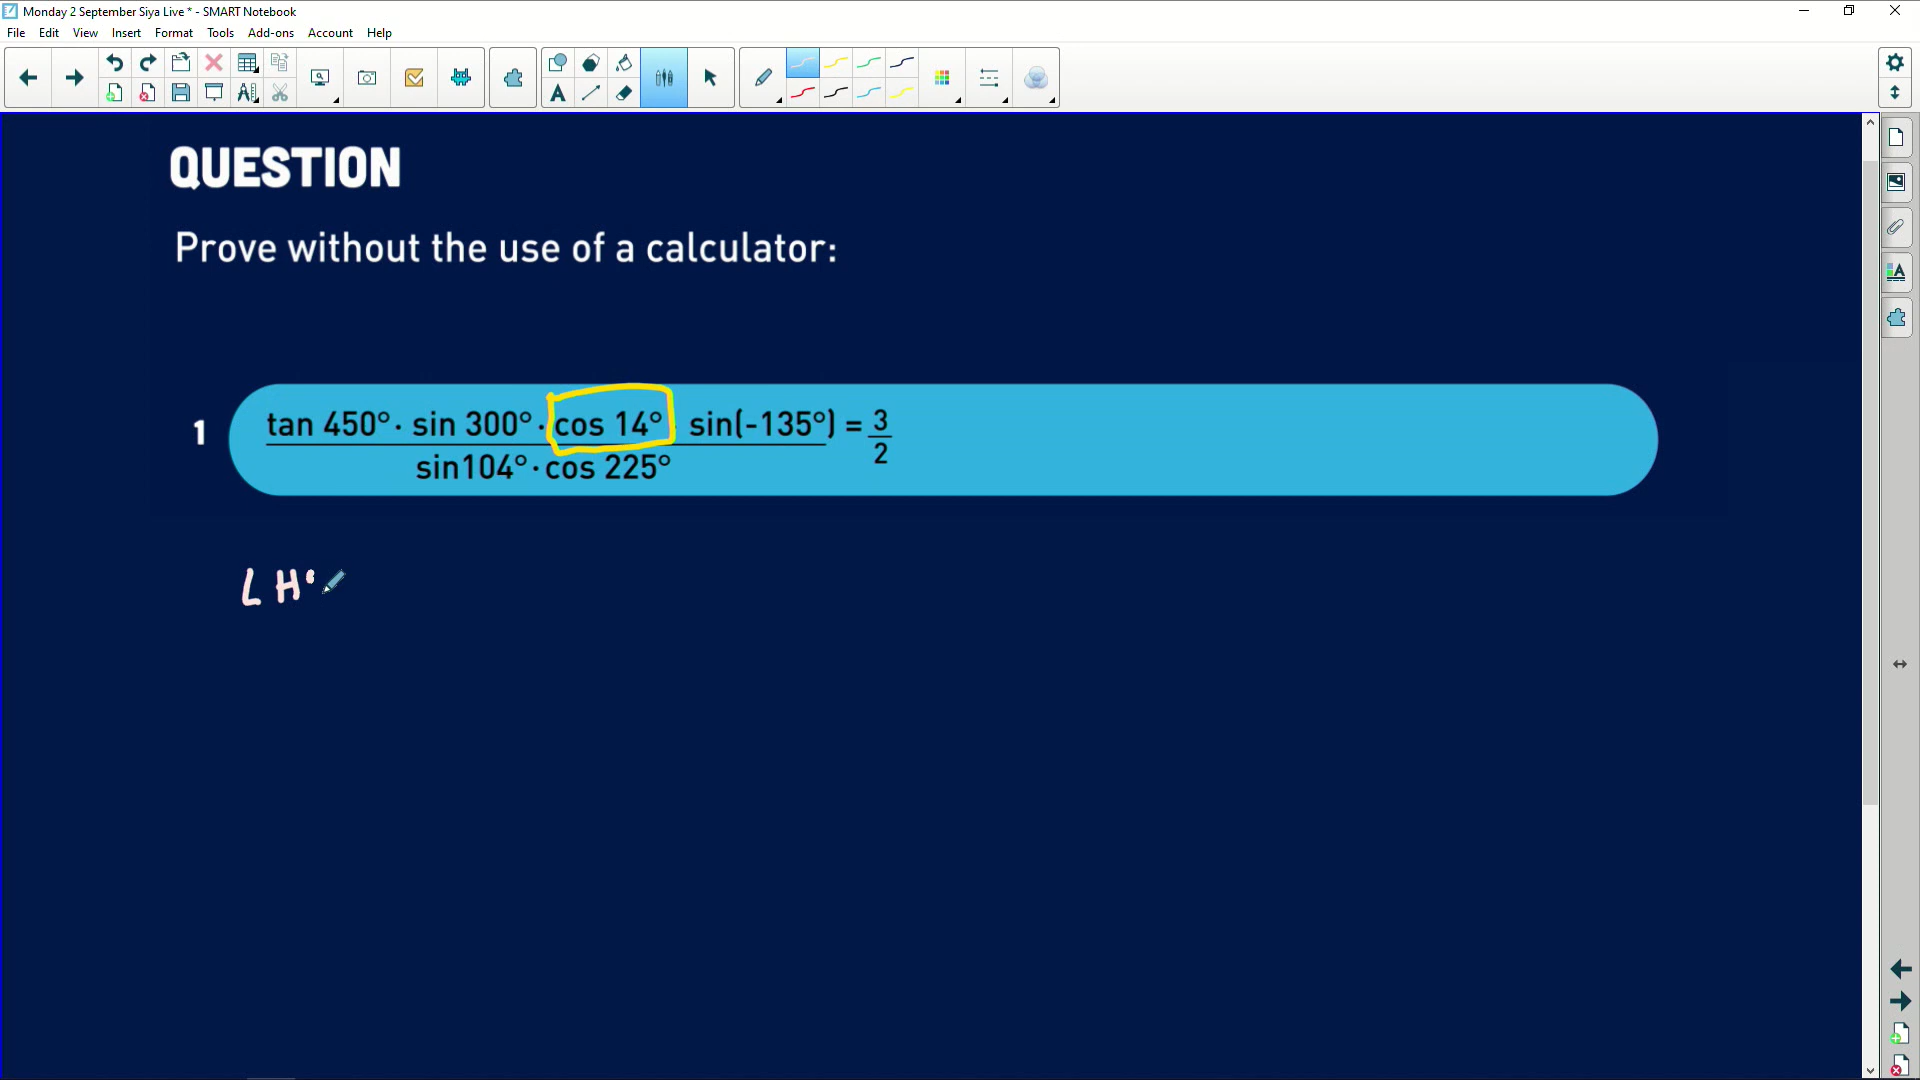 Monday 2 September Siya Live * - SMART Notebook
File Edit View Insert Format Tools Add-ons Account Help
QUESTION
Prove without the use of a calculator:
1
tan 450° · sin 300° · cos 14° sin(-135°) = 3/2
sin104° · cos 225°
LH